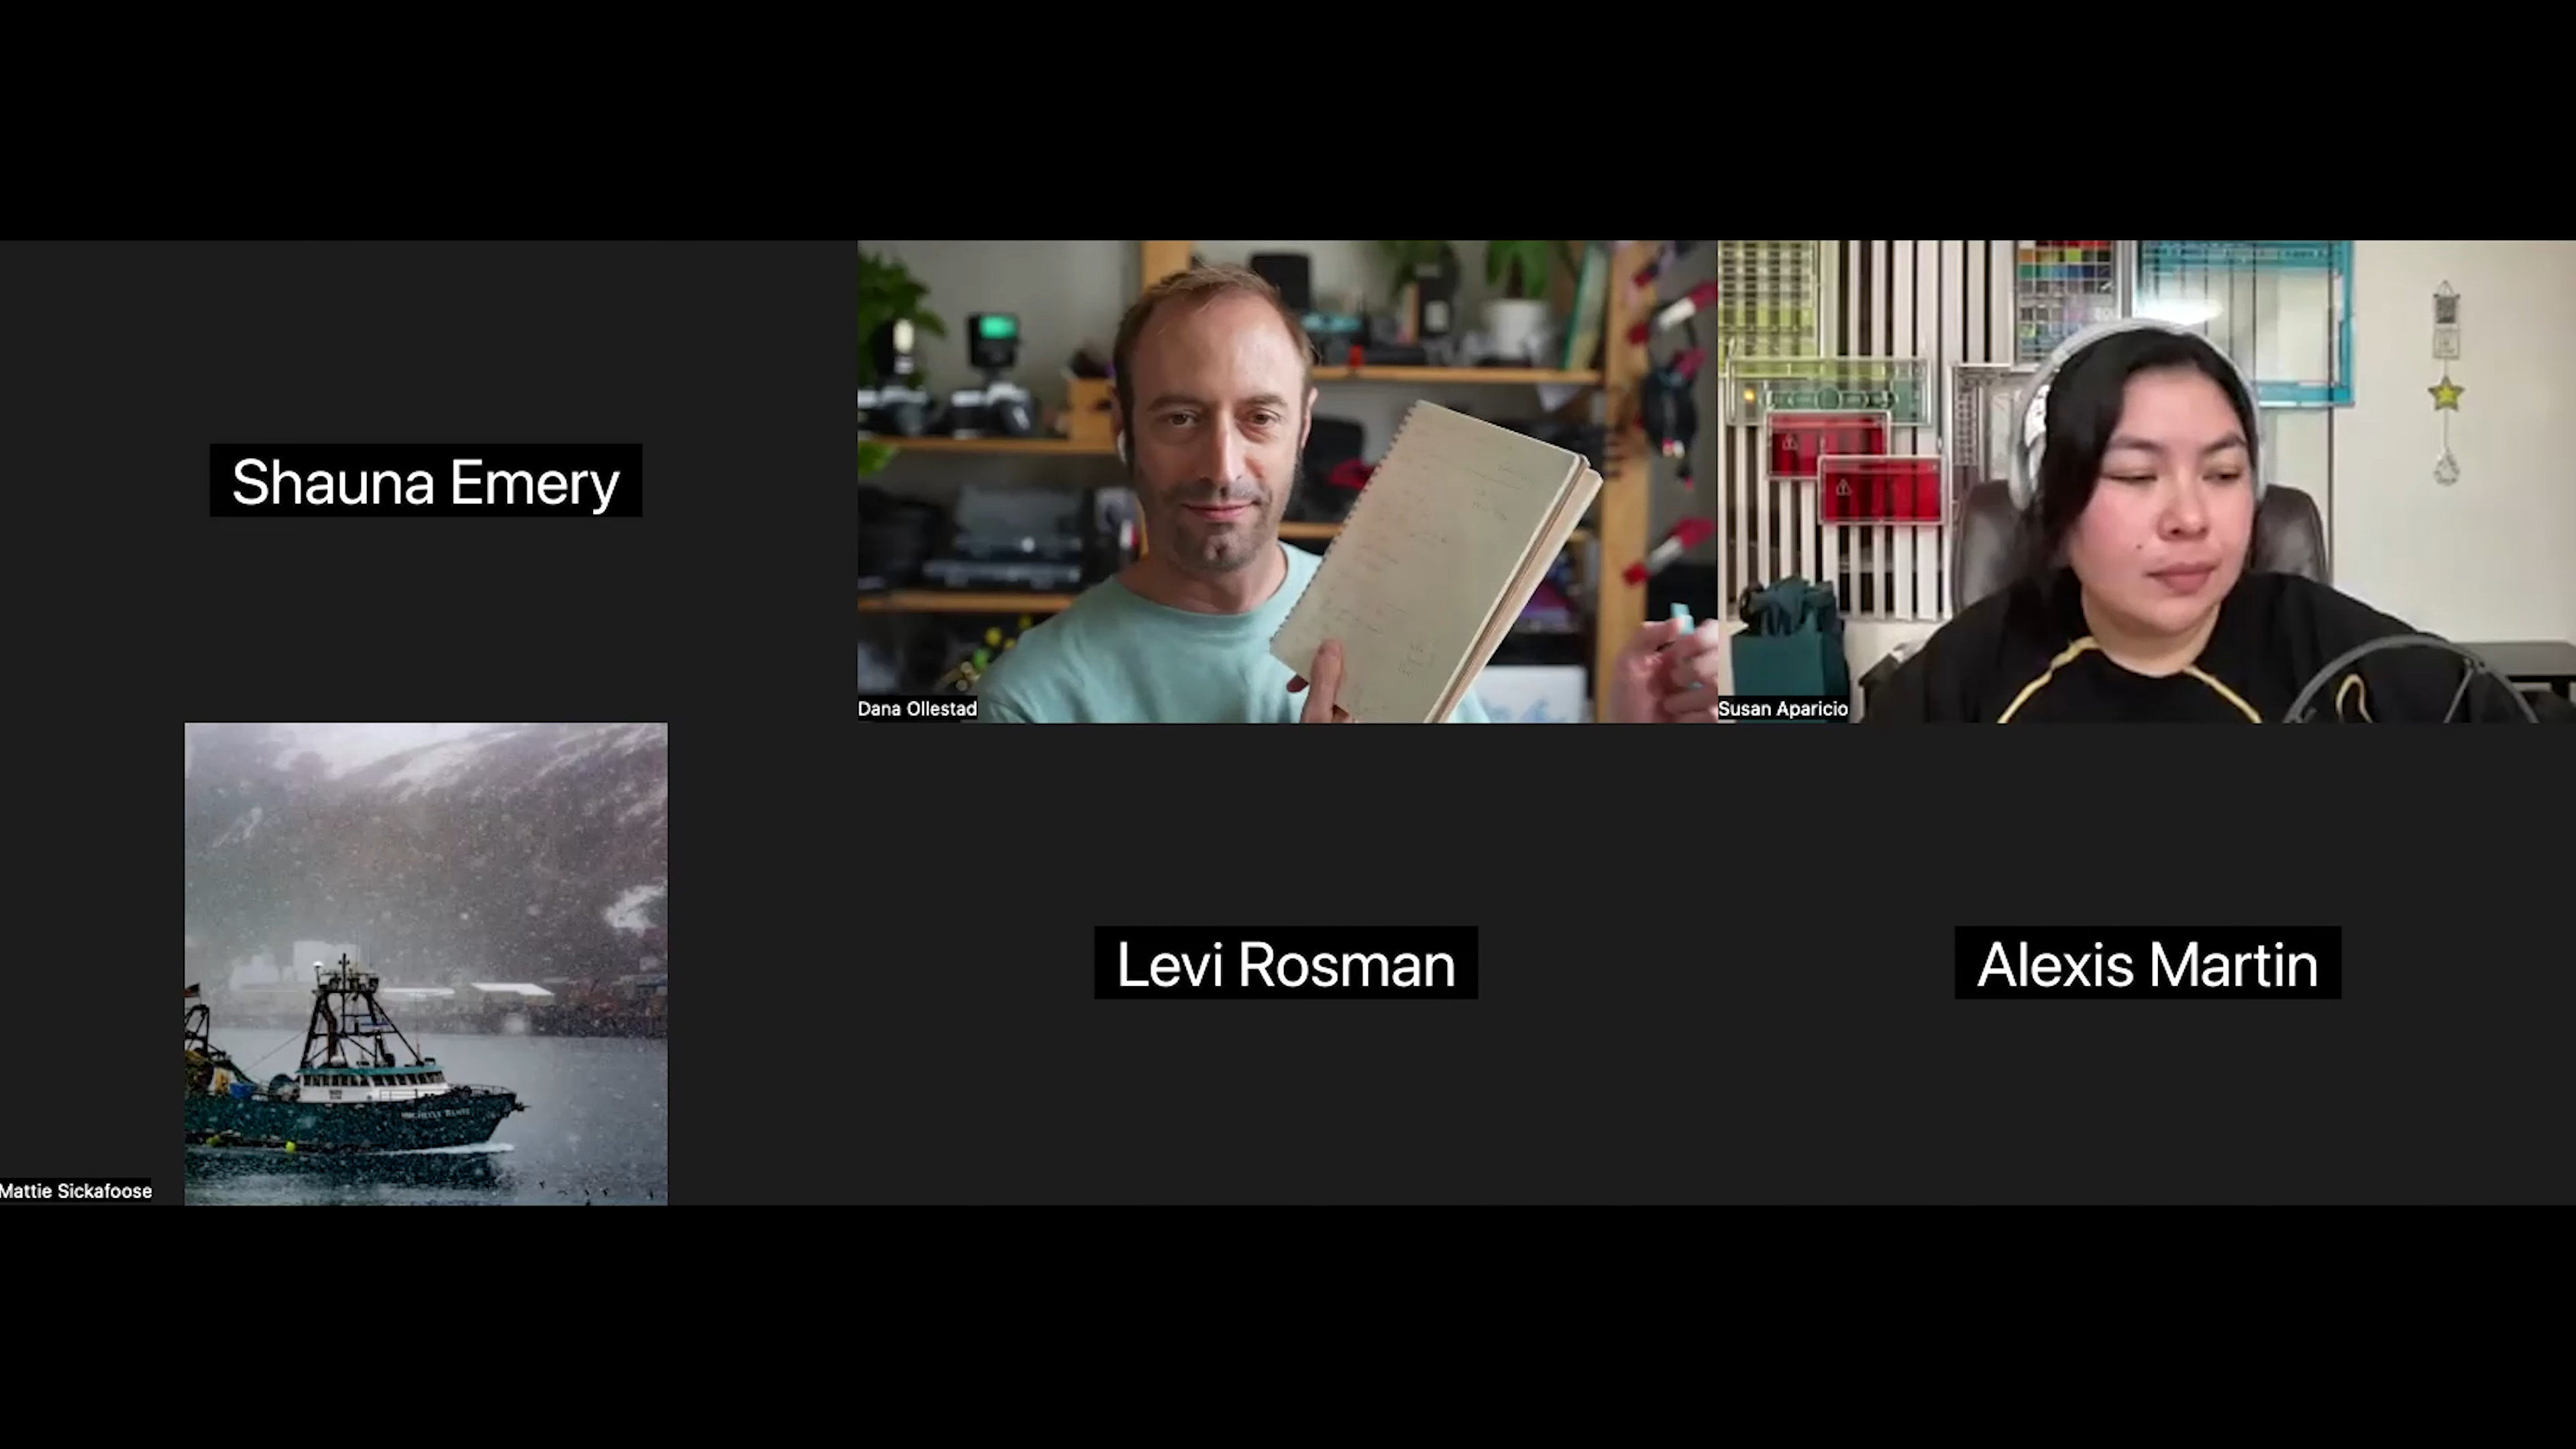 Shauna Emery
Dana Ollestad
Susan Aparicio
Mattie Sickafoose
Levi Rosman
Alexis Martin